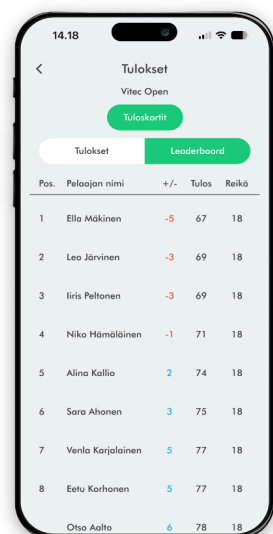 14.18
Tulokset
Vitec Open
Tuloskortit
Tulokset Leaderboard
Pos. Pelaajan nimi +/- Tulos Reikä
1 Ella Mäkinen -5 67 18
2 Leo Järvinen -3 69 18
3 Iiris Peltonen -3 69 18
4 Niko Hämäläinen -1 71 18
5 Alina Kallio 2 74 18
6 Sara Ahonen 3 75 18
7 Venla Karjalainen 5 77 18
8 Eetu Korhonen 5 77 18
Otso Aalto 6 78 18